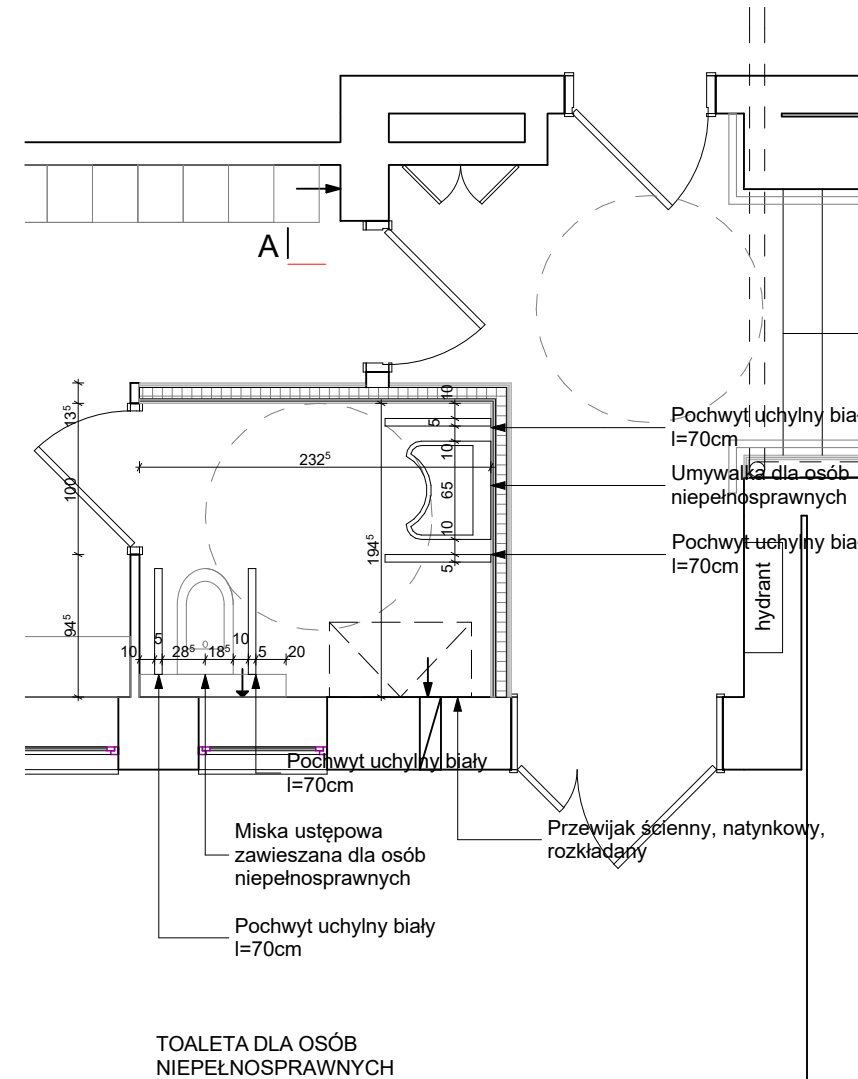 A
13⁵
100
94⁵
232⁵
194⁵
10
5
10
65
10
5
Pochwyt uchylny biał
l=70cm
Umywalka dla osób
niepełnosprawnych
Pochwyt uchylny biał
l=70cm
hydrant
10
5
28⁵
18⁵
10
5
20
Pochwyt uchylny biały
l=70cm
Miska ustępowa
zawieszana dla osób
niepełnosprawnych
Przewijak ścienny, natynkowy,
rozkładany
Pochwyt uchylny biały
l=70cm
TOALETA DLA OSÓB
NIEPEŁNOSPRAWNYCH